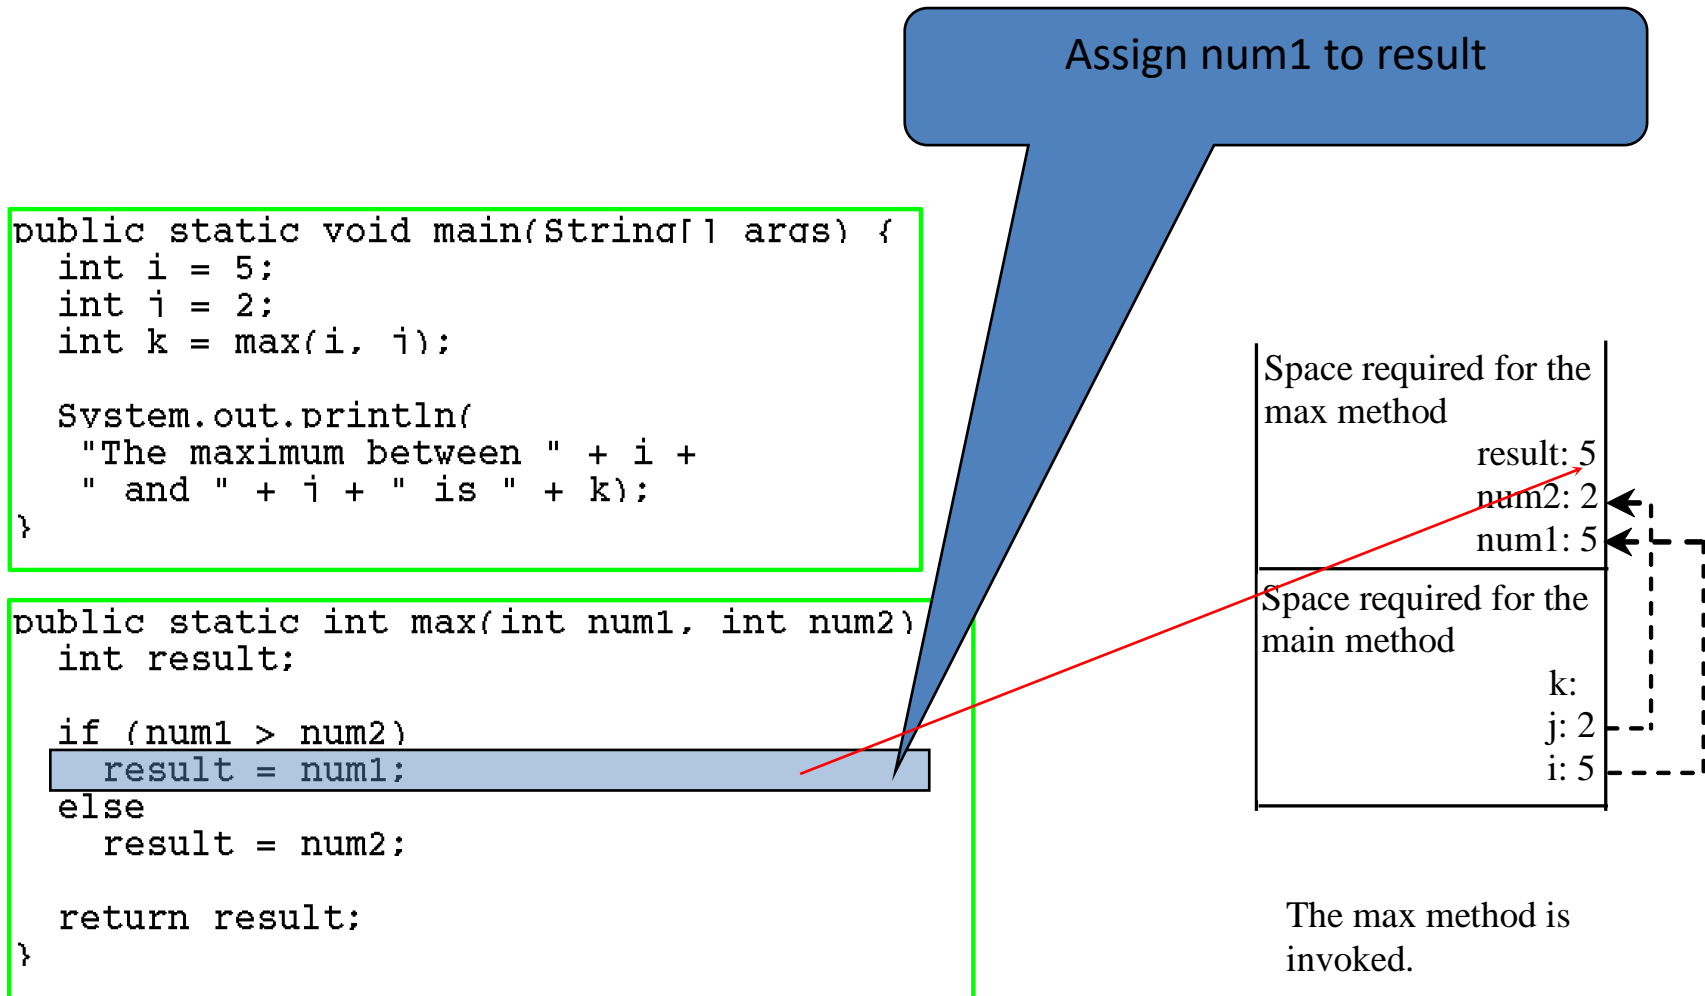 Assign num1 to result
public static void main(String[] args) {
int i = 5;
int j = 2;
int k = max(i, j);
System.out.println(
"The maximum between " + i +
" and " + j + " is " + k);
}
public static int max(int num1, int num2)
int result;
if (num1 > num2)
result = num1;
else
result = num2;
return result;
}
Space required for the
max method
result: 5
num2: 2
num1: 5
Space required for the
main method
k:
j: 2
i: 5
The max method is
invoked.